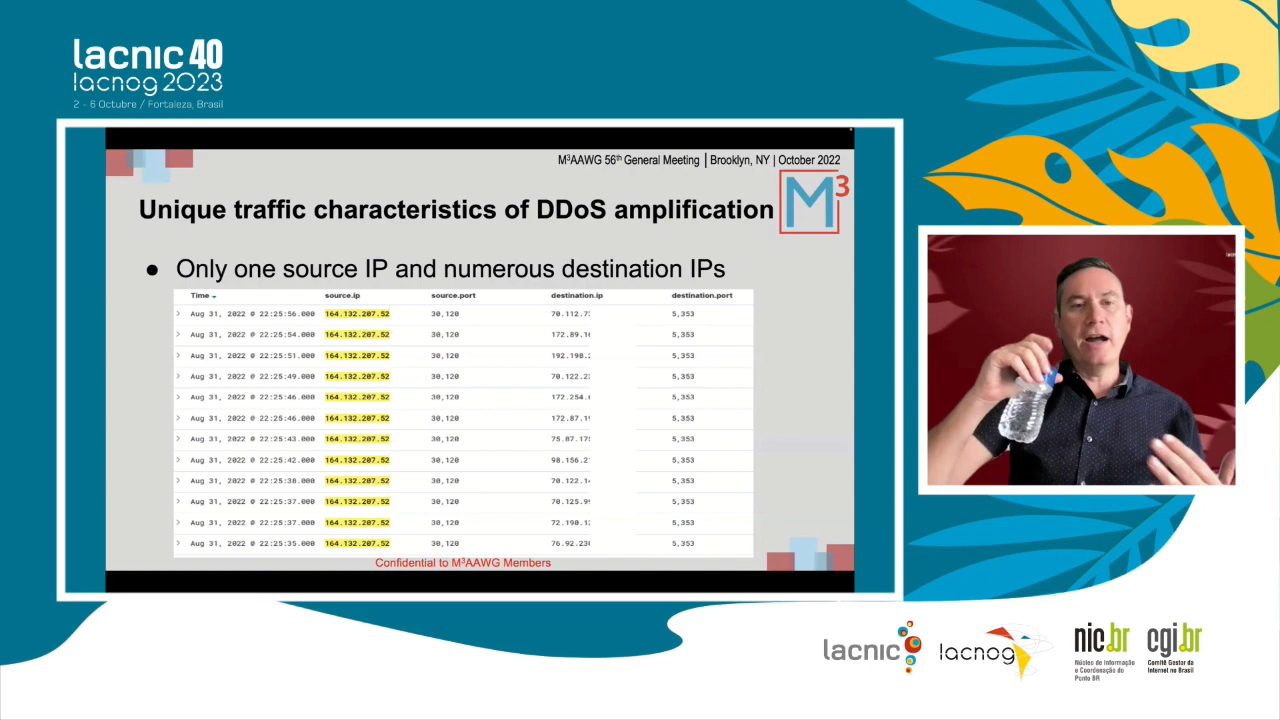 lacnic 40
lacnog 2023
2 - 6 Octubre / Fortaleza, Brasil
M³AAWG 56th General Meeting | Brooklyn, NY | October 2022
M3
Unique traffic characteristics of DDoS amplification
● Only one source IP and numerous destination IPs
Time source.ip source.port destination.ip destination.port
Aug 31, 2022 @ 22:25:56.000 164.132.207.52 30,120 70.112.7 5,353
Aug 31, 2022 @ 22:25:54.000 164.132.207.52 30,120 172.89.1 5,353
Aug 31, 2022 @ 22:25:51.000 164.132.207.52 30,120 192.198. 5,353
Aug 31, 2022 @ 22:25:49.000 164.132.207.52 30,120 70.122.2 5,353
Aug 31, 2022 @ 22:25:46.000 164.132.207.52 30,120 172.254. 5,353
Aug 31, 2022 @ 22:25:46.000 164.132.207.52 30,120 172.87.1 5,353
Aug 31, 2022 @ 22:25:43.000 164.132.207.52 30,120 75.87.17 5,353
Aug 31, 2022 @ 22:25:42.000 164.132.207.52 30,120 98.156.2 5,353
Aug 31, 2022 @ 22:25:38.000 164.132.207.52 30,120 70.122.1 5,353
Aug 31, 2022 @ 22:25:37.000 164.132.207.52 30,120 70.125.9 5,353
Aug 31, 2022 @ 22:25:37.000 164.132.207.52 30,120 72.190.1 5,353
Aug 31, 2022 @ 22:25:35.000 164.132.207.52 30,120 76.92.23 5,353
Confidential to M³AAWG Members
lacnic
lacnog
nic.br
Núcleo de Informação
e Coordenação do
Ponto BR
cgi.br
Comitê Gestor da
Internet no Brasil